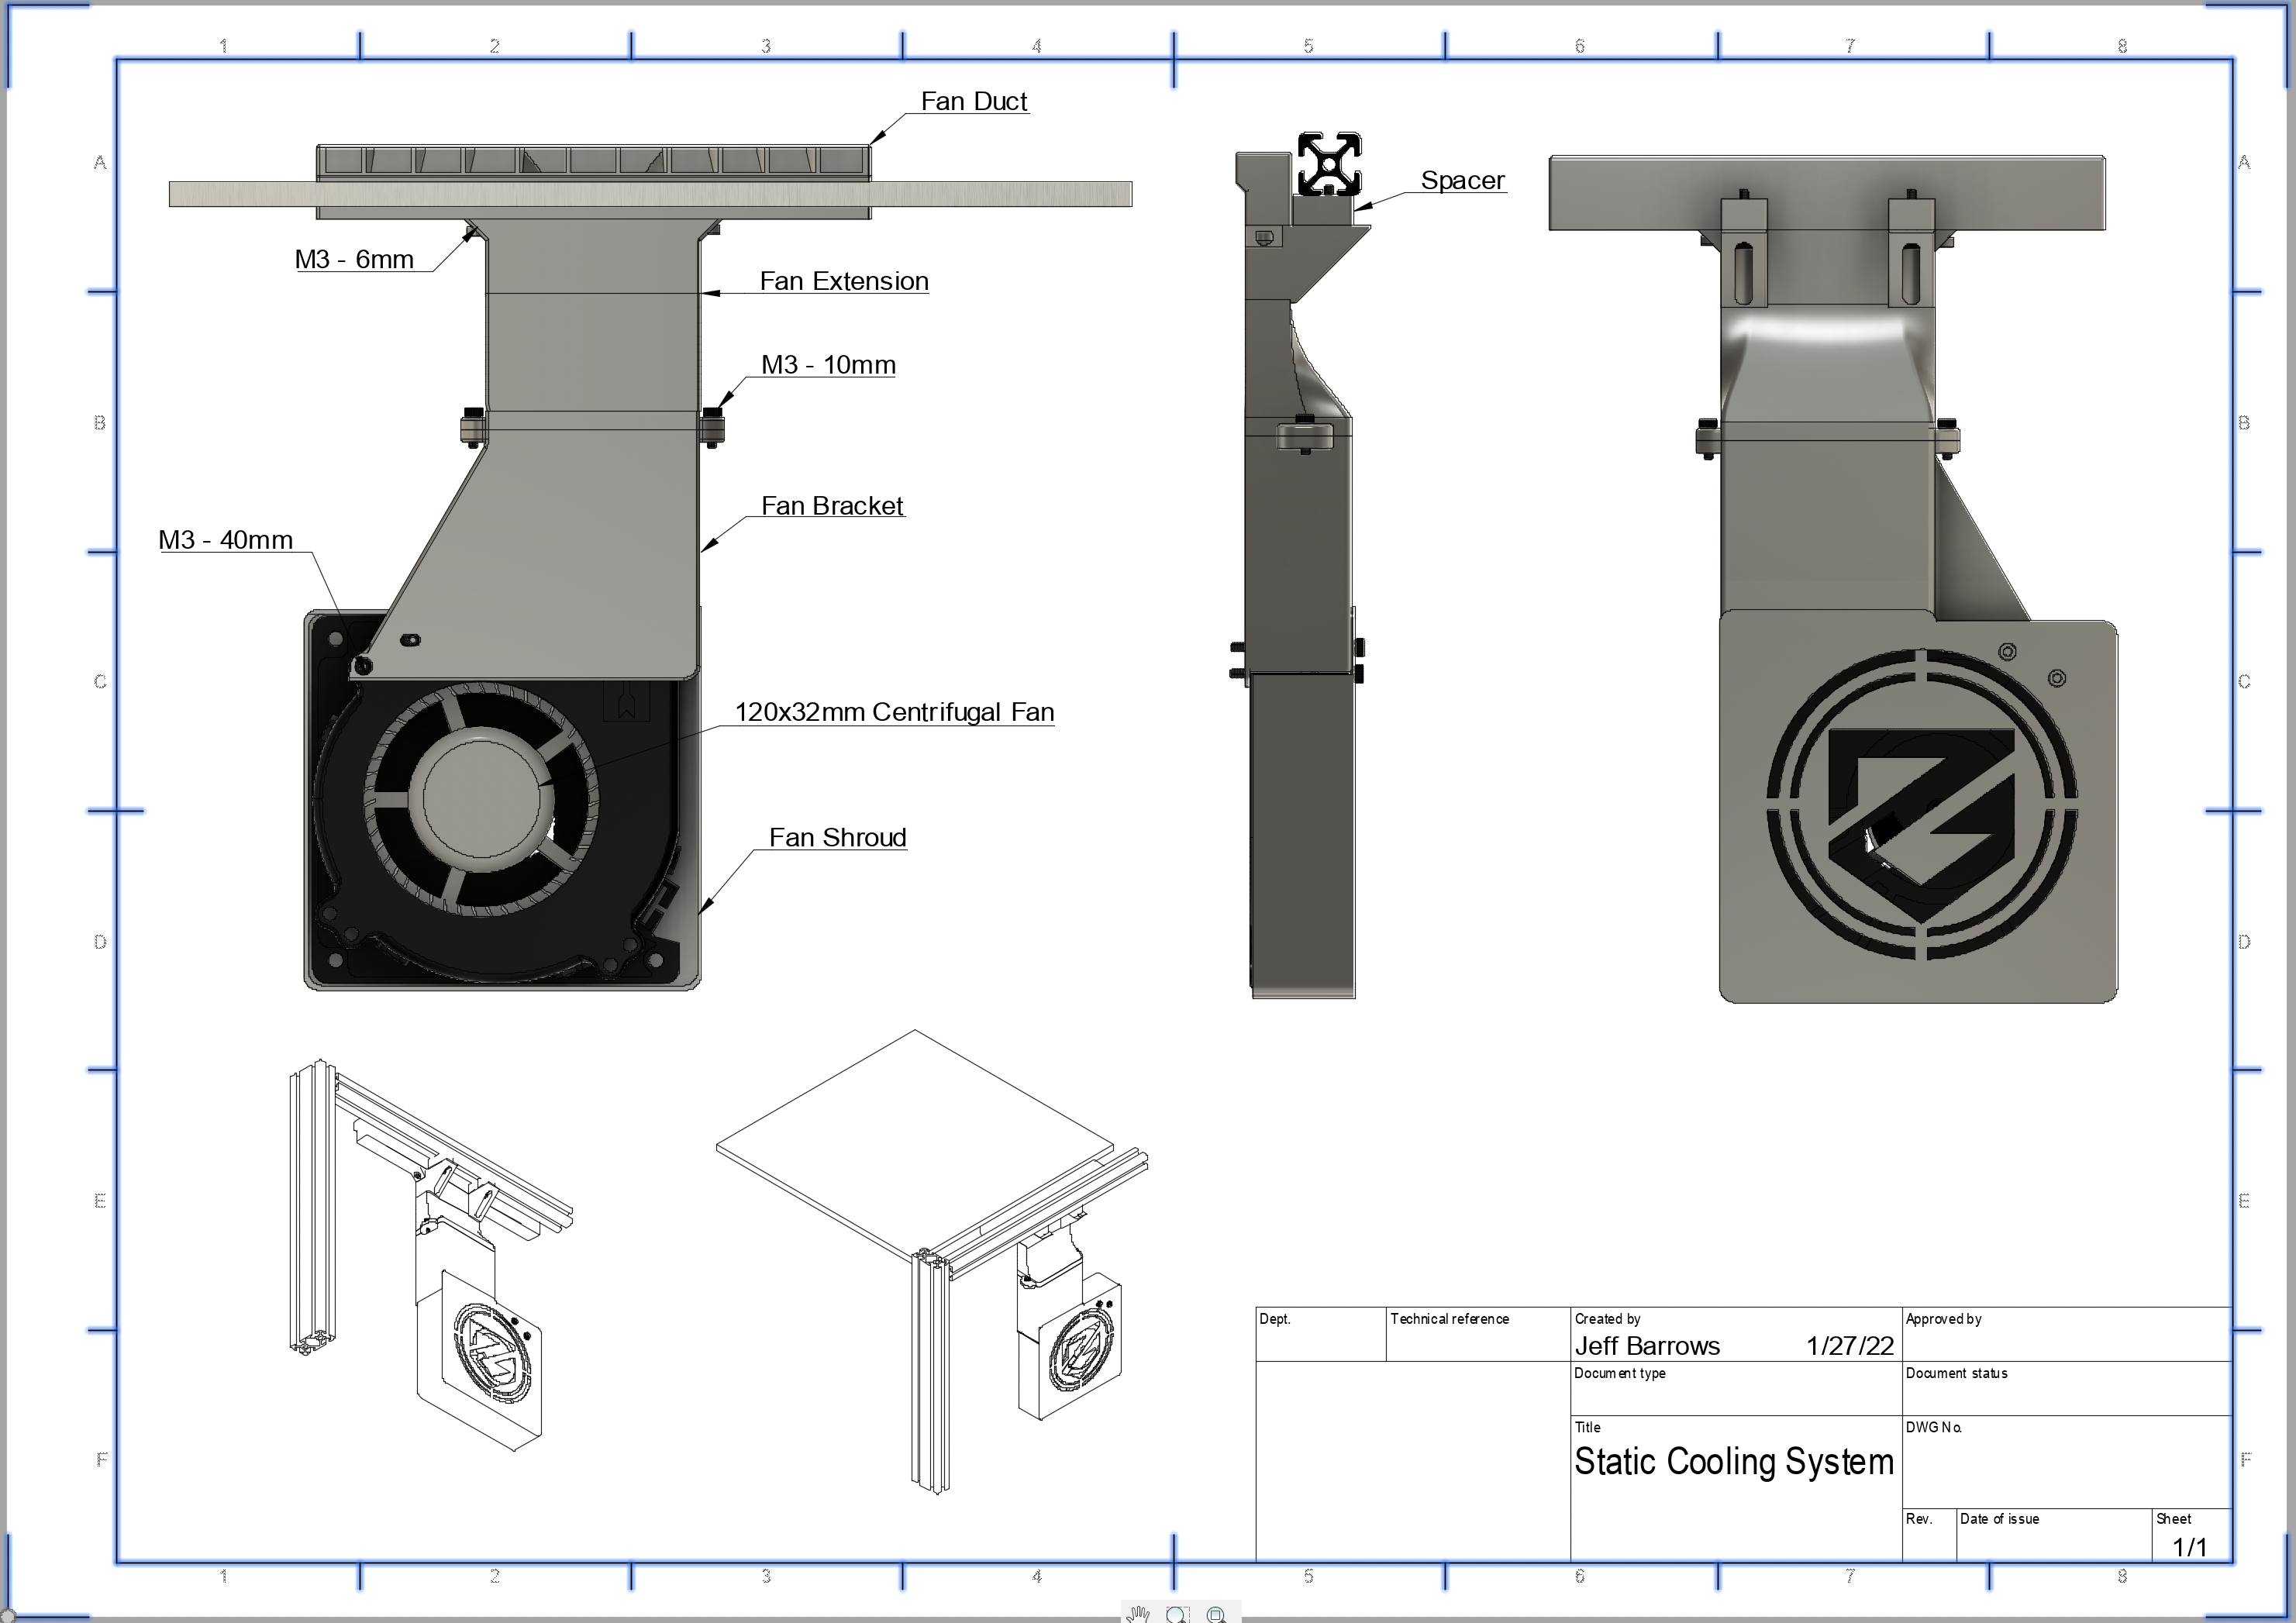 1 2 3 4 5 6 7 8
Fan Duct
A A
Spacer
M3 - 6mm
Fan Extension
M3 - 10mm
B B
Fan Bracket
M3 - 40mm
C C
120x32mm Centrifugal Fan
Fan Shroud
D D
E E
Dept. Technical reference Created by Approved by
Jeff Barrows 1/27/22
Document type Document status
Title DWG No.
Static Cooling System
F F
Rev. Date of issue Sheet
1/1
1 2 3 4 5 6 7 8